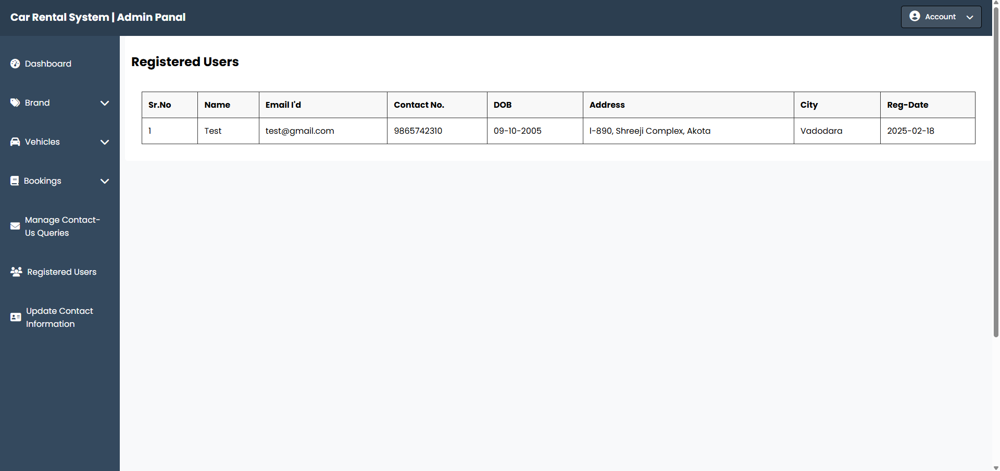 Car Rental System | Admin Panal
Account
Dashboard
Brand
Vehicles
Bookings
Manage Contact-
Us Queries
Registered Users
Update Contact
Information
Registered Users
Sr.No Name Email I'd Contact No. DOB Address City Reg-Date
1 Test test@gmail.com 9865742310 09-10-2005 I-890, Shreeji Complex, Akota Vadodara 2025-02-18